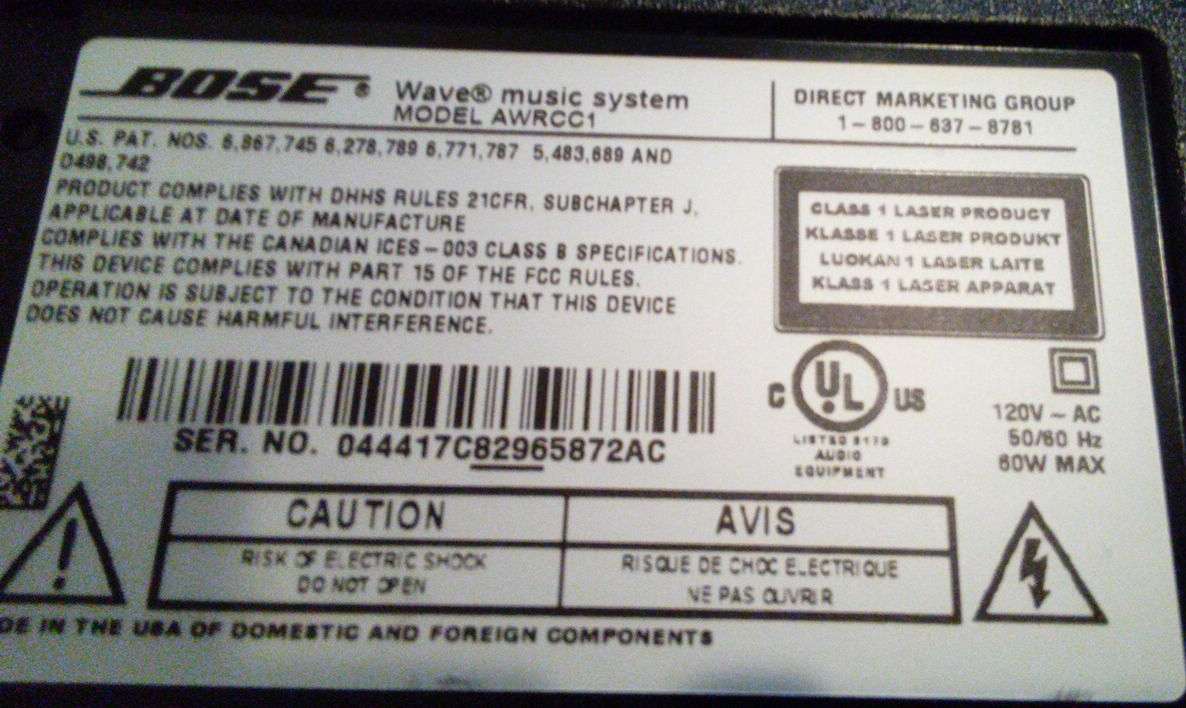 BOSE® Wave® music system
MODEL AWRCC1
DIRECT MARKETING GROUP
1-800-637-8781
U.S. PAT. NOS. 6,867,745 6,278,789 6,771,787 5,483,689 AND
D498,742
PRODUCT COMPLIES WITH DHHS RULES 21CFR, SUBCHAPTER J,
APPLICABLE AT DATE OF MANUFACTURE
COMPLIES WITH THE CANADIAN ICES-003 CLASS B SPECIFICATIONS.
THIS DEVICE COMPLIES WITH PART 15 OF THE FCC RULES.
OPERATION IS SUBJECT TO THE CONDITION THAT THIS DEVICE
DOES NOT CAUSE HARMFUL INTERFERENCE.
CLASS 1 LASER PRODUCT
KLASSE 1 LASER PRODUKT
LUOKAN 1 LASER LAITE
KLASS 1 LASER APPARAT
SER. NO. 044417C82965872AC
C UL US
LISTED
AUDIO
EQUIPMENT
120V ~ AC
50/60 Hz
60W MAX
CAUTION
RISK OF ELECTRIC SHOCK
DO NOT OPEN
AVIS
RISQUE DE CHOC ELECTRIQUE
NE PAS OUVRIR
DE IN THE USA OF DOMESTIC AND FOREIGN COMPONENTS